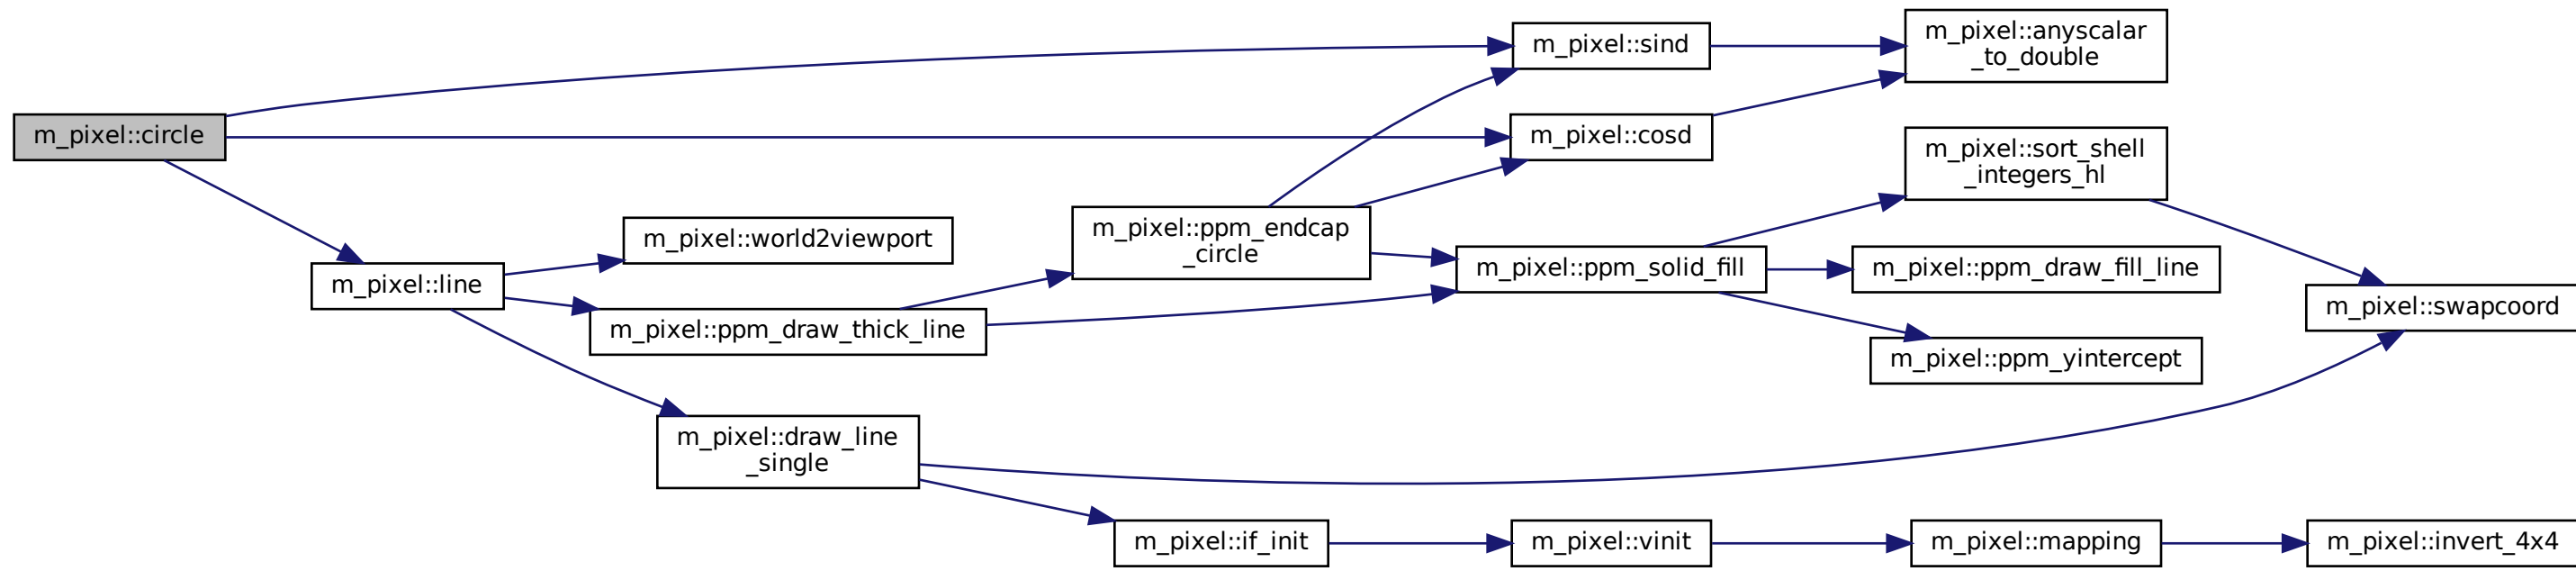 m_pixel::circle
m_pixel::line
m_pixel::world2viewport
m_pixel::ppm_draw_thick_line
m_pixel::draw_line
_single
m_pixel::ppm_endcap
_circle
m_pixel::if_init
m_pixel::sind
m_pixel::cosd
m_pixel::ppm_solid_fill
m_pixel::vinit
m_pixel::anyscalar
_to_double
m_pixel::sort_shell
_integers_hl
m_pixel::ppm_draw_fill_line
m_pixel::ppm_yintercept
m_pixel::mapping
m_pixel::swapcoord
m_pixel::invert_4x4